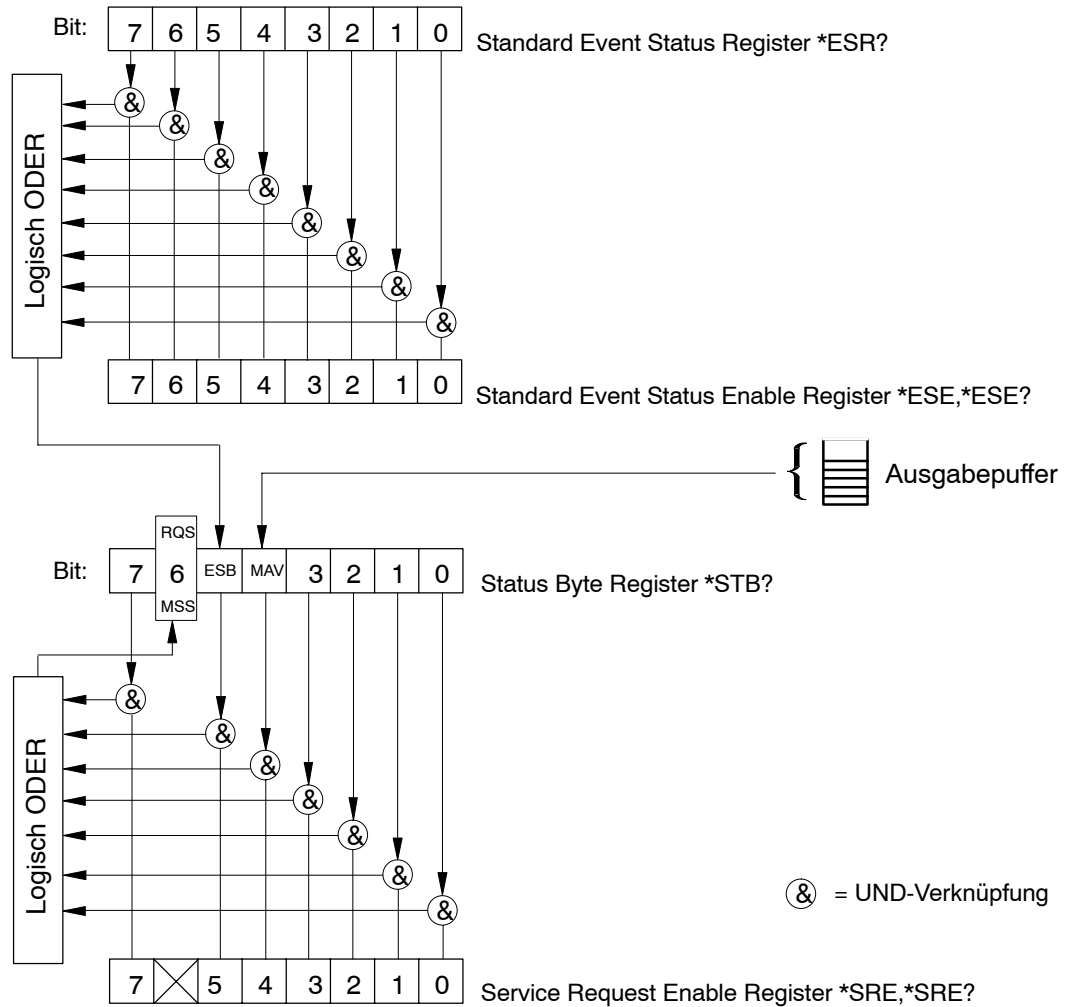 Bit: 7 6 5 4 3 2 1 0 Standard Event Status Register *ESR?
Logisch ODER
&
&
&
&
&
&
&
&
7 6 5 4 3 2 1 0 Standard Event Status Enable Register *ESE,*ESE?
{ Ausgabepuffer
RQS
Bit: 7 6 ESB MAV 3 2 1 0 Status Byte Register *STB?
MSS
Logisch ODER
&
&
&
&
&
&
&
& = UND-Verknüpfung
7 5 4 3 2 1 0 Service Request Enable Register *SRE,*SRE?